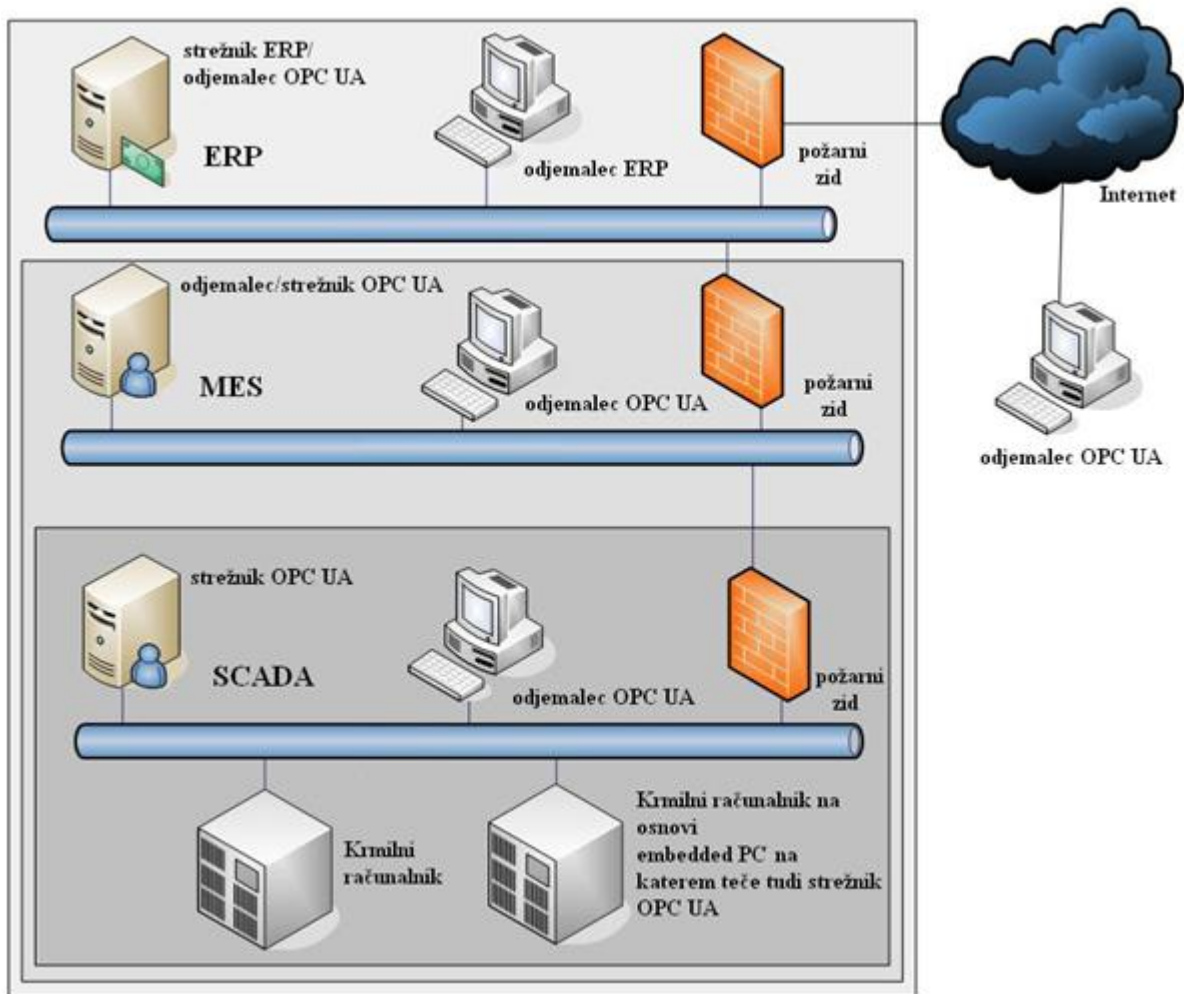 strežnik ERP/
odjemalec OPC UA
ERP
odjemalec ERP
požarni
zid
Internet
odjemalec/strežnik OPC UA
MES
odjemalec OPC UA
požarni
zid
odjemalec OPC UA
strežnik OPC UA
SCADA
odjemalec OPC UA
požarni
zid
Krmilni
računalnik
Krmilni računalnik na
osnovi
embedded PC na
katerem teče tudi strežnik
OPC UA